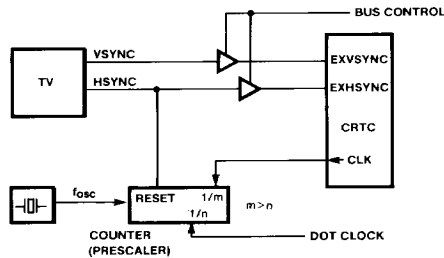 BUS CONTROL
VSYNC
EXVSYNC
TV
HSYNC
EXHSYNC
CRTC
CLK
fosc
RESET 1/m
1/n
m>n
COUNTER
(PRESCALER)
DOT CLOCK